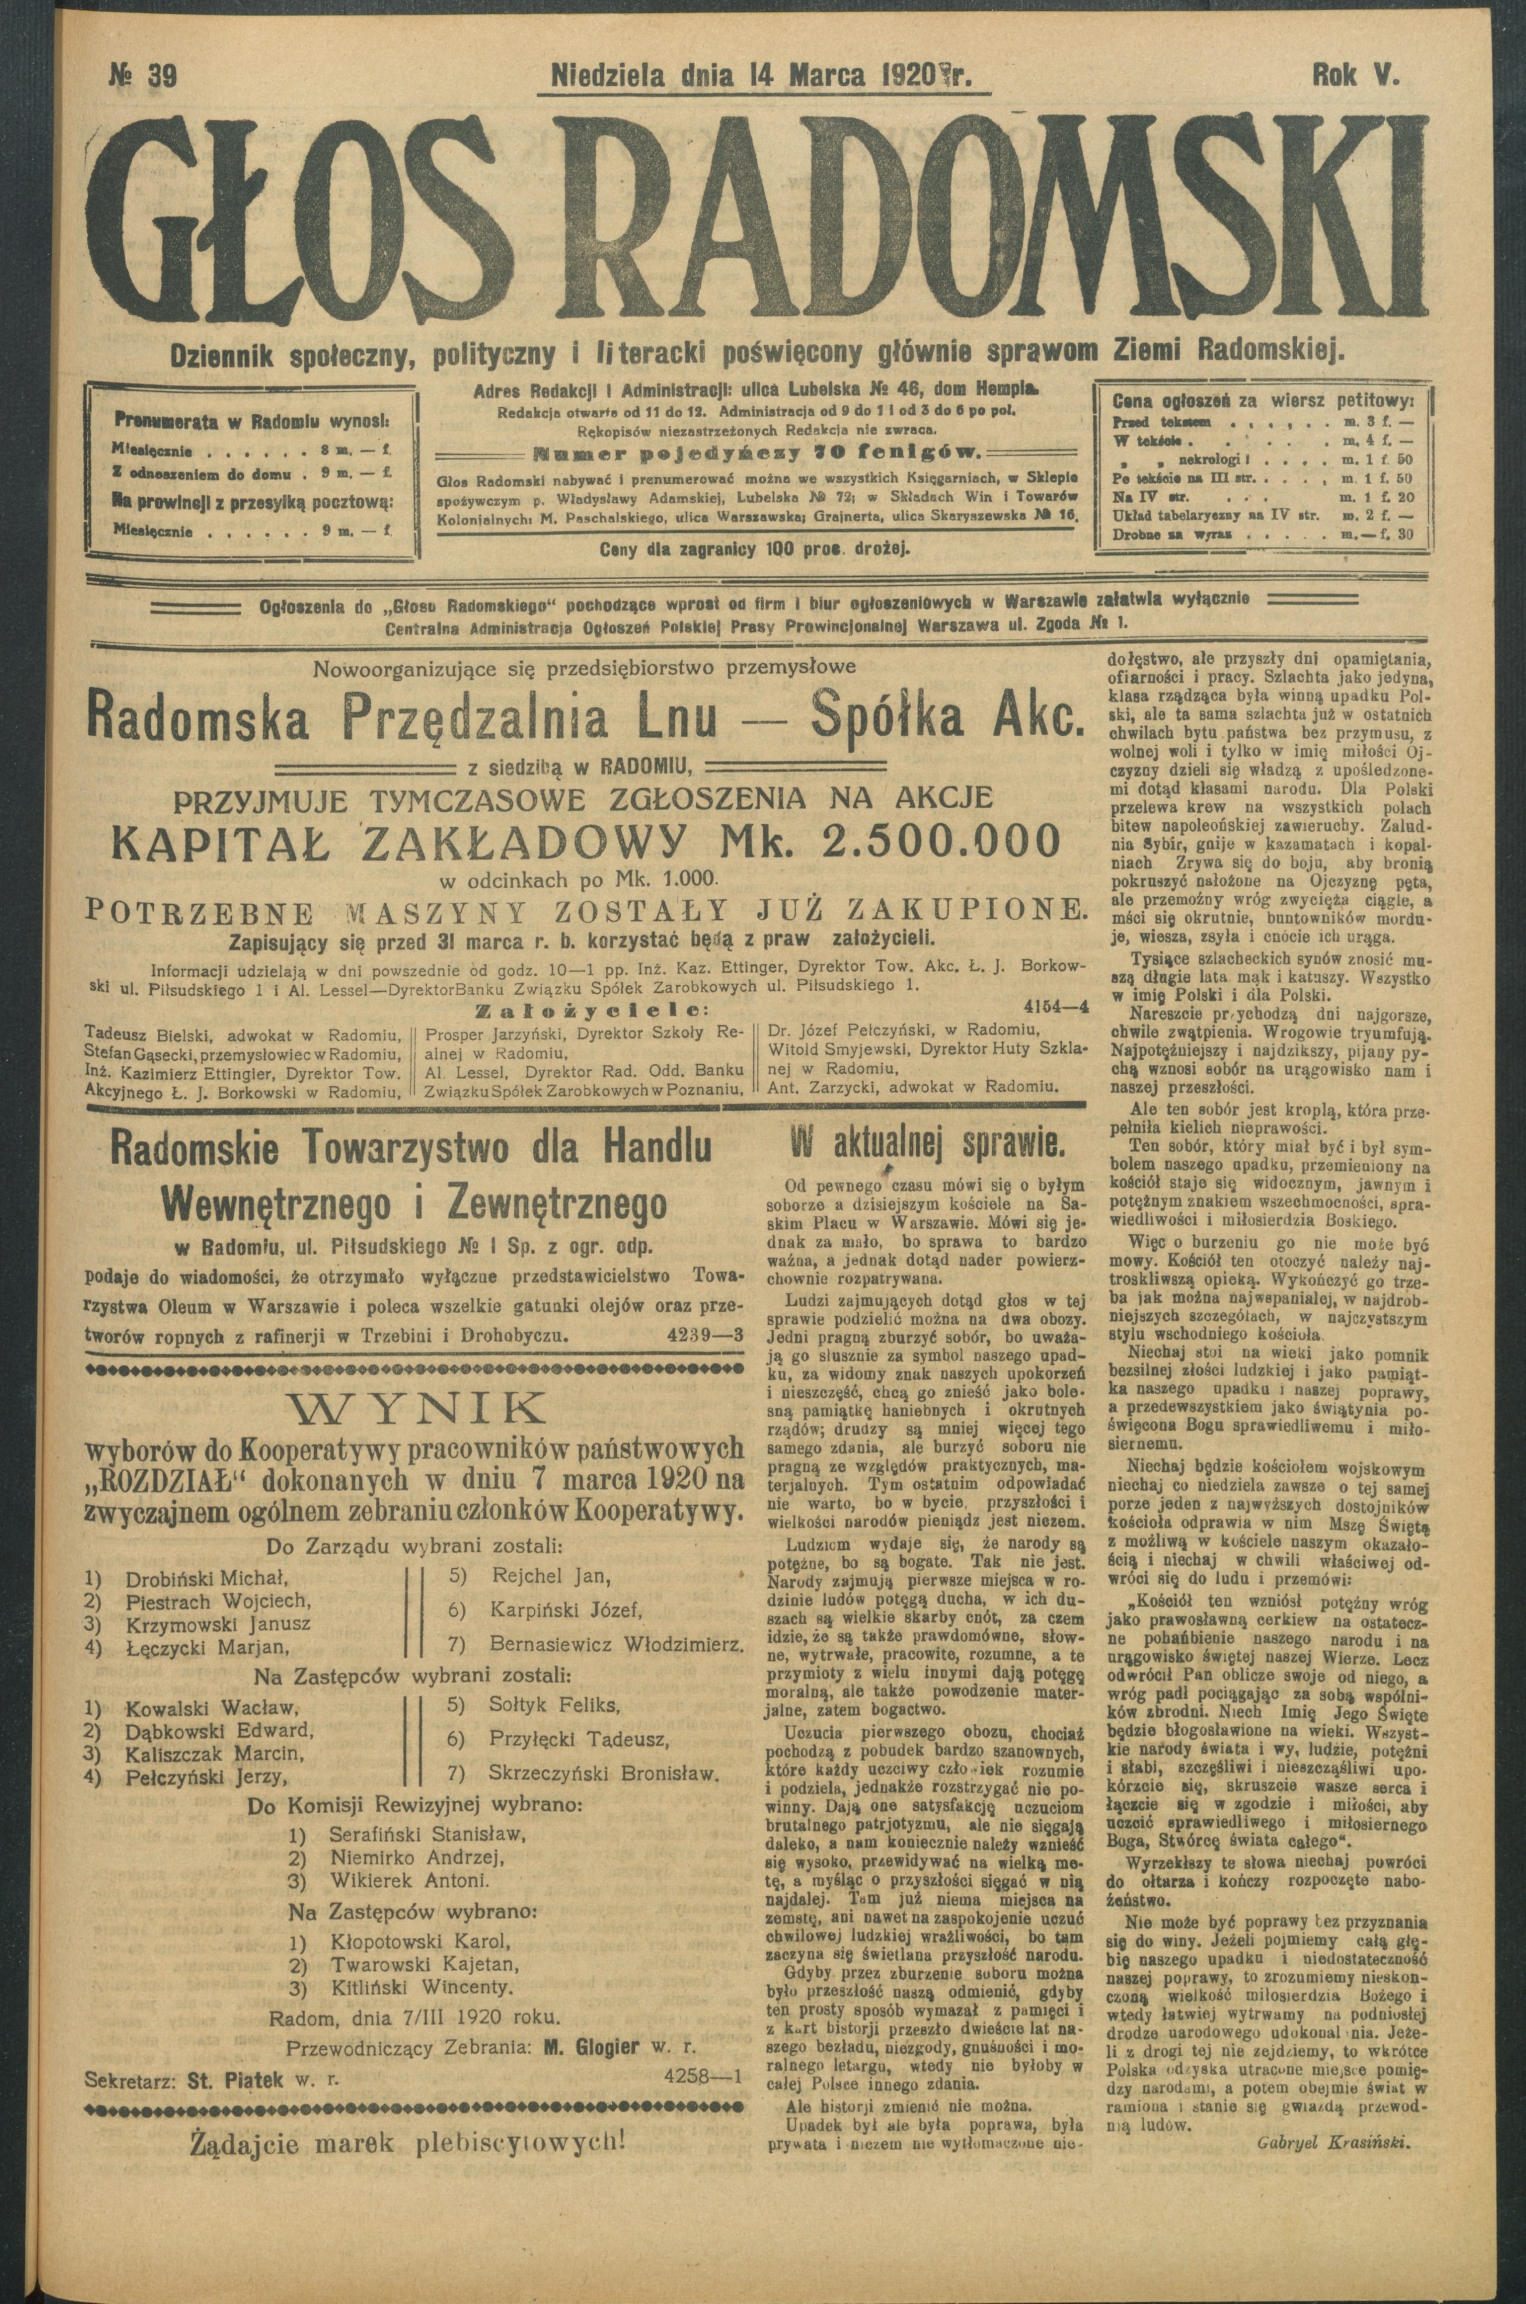 № 39
Niedziela dnia 14 Marca 1920 r.
Rok V.
GŁOS RADOMSKI
Dziennik społeczny, polityczny i literacki poświęcony głównie sprawom Ziemi Radomskiej.
Prenumerata w Radomiu wynosi:
Miesięcznie . . . . . . 8 m. — f.
Z odnoszeniem do domu . 9 m. — f.
Na prowincji z przesyłką pocztową:
Miesięcznie . . . . . . 9 m. — f
Adres Redakcji i Administracji: ulica Lubelska № 46, dom Hempla.
Redakcja otwarta od 11 do 12. Administracja od 9 do 1 i od 3 do 6 po poł.
Rękopisów niezastrzeżonych Redakcja nie zwraca.
Numer pojedyńczy 70 fenigów.
Głos Radomski nabywać i prenumerować można we wszystkich Księgarniach, w Sklepie
spożywczym p. Władysławy Adamskiej, Lubelska № 72; w Składach Win i Towarów
Kolonjalnych: M. Paschalskiego, ulica Warszawska; Grajnerta, ulica Skaryszewska № 16.
Ceny dla zagranicy 100 proc. drożej.
Cena ogłoszeń za wiersz petitowy:
Przed tekstem . . . . . . m. 3 f. —
W tekście . . . . . m. 4 f. —
„ „ nekrologi . . . . m. 1 f. 50
Po tekście na III str. . . . . m. 1 f. 50
Na IV str. . . . m. 1 f. 20
Układ tabelaryczny na IV str. m. 2 f. —
Drobne za wyraz . . . . . m. — f. 30
Ogłoszenia do „Głosu Radomskiego“ pochodzące wprost od firm i biur ogłoszeniowych w Warszawie załatwia wyłącznie
Centralna Administracja Ogłoszeń Polskiej Prasy Prowincjonalnej Warszawa ul. Zgoda № 1.
Nowoorganizujące się przedsiębiorstwo przemysłowe
Radomska Przędzalnia Lnu — Spółka Akc.
z siedzibą w RADOMIU,
PRZYJMUJE TYMCZASOWE ZGŁOSZENIA NA AKCJE
KAPITAŁ ZAKŁADOWY Mk. 2.500.000
w odcinkach po Mk. 1.000.
POTRZEBNE MASZYNY ZOSTAŁY JUŻ ZAKUPIONE.
Zapisujący się przed 31 marca r. b. korzystać będą z praw założycieli.
Informacji udzielają w dni powszednie od godz. 10—1 pp. Inż. Kaz. Ettinger, Dyrektor Tow. Akc. Ł. J. Borkow-
ski ul. Piłsudskiego 1 i Al. Lessel—Dyrektor Banku Związku Spółek Zarobkowych ul. Piłsudskiego 1.
Założyciele:
4154—4
Tadeusz Bielski, adwokat w Radomiu,
Stefan Gąsecki, przemysłowiec w Radomiu,
Inż. Kazimierz Ettingier, Dyrektor Tow.
Akcyjnego Ł. J. Borkowski w Radomiu,
Prosper Jarzyński, Dyrektor Szkoły Re-
alnej w Radomiu,
Al. Lessel, Dyrektor Rad. Odd. Banku
Związku Spółek Zarobkowych w Poznaniu,
Dr. Józef Pełczyński, w Radomiu,
Witold Smyjewski, Dyrektor Huty Szkla-
nej w Radomiu,
Ant. Zarzycki, adwokat w Radomiu.
Radomskie Towarzystwo dla Handlu
Wewnętrznego i Zewnętrznego
w Radomiu, ul. Piłsudskiego № 1 Sp. z ogr. odp.
podaje do wiadomości, że otrzymało wyłączne przedstawicielstwo Towa-
rzystwa Oleum w Warszawie i poleca wszelkie gatunki olejów oraz prze-
tworów ropnych z rafinerji w Trzebini i Drohobyczu. 4239—3
WYNIK
wyborów do Kooperatywy pracowników państwowych
„ROZDZIAŁ“ dokonanych w dniu 7 marca 1920 na
zwyczajnem ogólnem zebraniu członków Kooperatywy.
Do Zarządu wybrani zostali:
1) Drobiński Michał,
2) Piestrach Wojciech,
3) Krzymowski Janusz
4) Łęczycki Marjan,
5) Rejchel Jan,
6) Karpiński Józef,
7) Bernasiewicz Włodzimierz.
Na Zastępców wybrani zostali:
1) Kowalski Wacław,
2) Dąbkowski Edward,
3) Kaliszczak Marcin,
4) Pełczyński Jerzy,
5) Sołtyk Feliks,
6) Przyłęcki Tadeusz,
7) Skrzeczyński Bronisław.
Do Komisji Rewizyjnej wybrano:
1) Serafiński Stanisław,
2) Niemirko Andrzej,
3) Wikierek Antoni.
Na Zastępców wybrano:
1) Kłopotowski Karol,
2) Twarowski Kajetan,
3) Kitliński Wincenty.
Radom, dnia 7/III 1920 roku.
Przewodniczący Zebrania: M. Glogier w. r.
Sekretarz: St. Piatek w. r. 4258—1
Żądajcie marek plebiscytowych!
W aktualnej sprawie.
Od pewnego czasu mówi się o byłym
soborze a dzisiejszym kościele na Sa-
skim Placu w Warszawie. Mówi się je-
dnak za mało, bo sprawa to bardzo
ważna, a jednak dotąd nader powierz-
chownie rozpatrywana.
Ludzi zajmujących dotąd głos w tej
sprawie podzielić można na dwa obozy.
Jedni pragną zburzyć sobór, bo uważa-
ją go słusznie za symbol naszego upad-
ku, za widomy znak naszych upokorzeń
i nieszczęść, chcą go znieść jako bole-
sną pamiątkę haniebnych i okrutnych
rządów; drudzy są mniej więcej tego
samego zdania, ale burzyć soboru nie
pragną ze względów praktycznych, ma-
terjalnych. Tym ostatnim odpowiadać
nie warto, bo w bycie, przyszłości i
wielkości narodów pieniądz jest niczem.
Ludziom wydaje się, że narody są
potężne, bo są bogate. Tak nie jest.
Narody zajmują pierwsze miejsca w ro-
dzinie ludów potęgą ducha, w ich du-
szach są wielkie skarby cnót, za czem
idzie, że są także prawdomówne, słow-
ne, wytrwałe, pracowite, rozumne, a te
przymioty z wielu innymi dają potęgę
moralną, ale także powodzenie mater-
jalne, zatem bogactwo.
Uczucia pierwszego obozu, chociaż
pochodzą z pobudek bardzo szanownych,
które każdy uczciwy czło iek rozumie
i podziela, jednakże rozstrzygać nie po-
winny. Dają one satysfakcję uczuciom
brutalnego patrjotyzmu, ale nie sięgają
daleko, a nam koniecznie należy wznieść
się wysoko, przewidywać na wielką me-
tę, a myśląc o przyszłości sięgać w nią
najdalej. Tam już niema miejsca na
zemstę, ani nawet na zaspokojenie uczuć
chwilowej ludzkiej wrażliwości, bo tam
zaczyna się świetlana przyszłość narodu.
Gdyby przez zburzenie soboru można
było przeszłość naszą odmienić, gdyby
ten prosty sposób wymazał z pamięci i
z kart historji przeszło dwieście lat na-
szego bezładu, niezgody, gnuśności i mo-
ralnego letargu, wtedy nie byłoby w
całej Polsce innego zdania.
Ale historji zmienić nie można.
Upadek był ale była poprawa, była
prywata i niczem nie wytłomaczone nie-
dołęstwo, ale przyszły dni opamiętania,
ofiarności i pracy. Szlachta jako jedyna,
klasa rządząca była winną upadku Pol-
ski, ale ta sama szlachta już w ostatnich
chwilach bytu państwa bez przymusu, z
wolnej woli i tylko w imię miłości Oj-
czyzny dzieli się władzą z upośledzone-
mi dotąd klasami narodu. Dla Polski
przelewa krew na wszystkich polach
bitew napoleońskiej zawieruchy. Zalud-
nia Sybir, gnije w kazamatach i kopal-
niach Zrywa się do boju, aby bronią
pokruszyć nałożone na Ojczyznę pęta,
ale przemożny wróg zwycięża ciągle, a
mści się okrutnie, buntowników mordu-
je, wiesza, zsyła i cnocie ich urąga.
Tysiące szlacheckich synów znosić mu-
szą długie lata mąk i katuszy. Wszystko
w imię Polski i dla Polski.
Nareszcie przychodzą dni najgorsze,
chwile zwątpienia. Wrogowie tryumfują.
Najpotężniejszy i najdzikszy, pijany py-
chą wznosi sobór na urągowisko nam i
naszej przeszłości.
Ale ten sobór jest kroplą, która prze-
pełniła kielich nieprawości.
Ten sobór, który miał być i był sym-
bolem naszego upadku, przemieniony na
kościół staje się widocznym, jawnym i
potężnym znakiem wszechmocności, spra-
wiedliwości i miłosierdzia Boskiego.
Więc o burzeniu go nie może być
mowy. Kościół ten otoczyć należy naj-
troskliwszą opieką. Wykończyć go trze-
ba jak można najwspanialej, w najdrob-
niejszych szczegółach, w najczystszym
stylu wschodniego kościoła.
Niechaj stoi na wieki jako pomnik
bezsilnej złości ludzkiej i jako pamiąt-
ka naszego upadku i naszej poprawy,
a przedewszystkiem jako świątynia po-
święcona Bogu sprawiedliwemu i miło-
siernemu.
Niechaj będzie kościołem wojskowym
niechaj co niedziela zawsze o tej samej
porze jeden z najwyższych dostojników
kościoła odprawia w nim Mszę Świętą
z możliwą w kościele naszym okazało-
ścią i niechaj w chwili właściwej od-
wróci się do ludu i przemówi:
„Kościół ten wzniósł potężny wróg
jako prawosławną cerkiew na ostatecz-
ne pohańbienie naszego narodu i na
urągowisko świętej naszej Wierze. Lecz
odwrócił Pan oblicze swoje od niego, a
wróg padł pociągając za sobą wspólni-
ków zbrodni. Niech Imię Jego Święte
będzie błogosławione na wieki. Wszyst-
kie narody świata i wy, ludzie, potężni
i słabi, szczęśliwi i nieszcząśliwi upo-
kórzcie się, skruszcie wasze serca i
łączcie się w zgodzie i miłości, aby
uczcić sprawiedliwego i miłosiernego
Boga, Stwórcę świata całego“.
Wyrzekłszy te słowa niechaj powróci
do ołtarza i kończy rozpoczęte nabo-
żeństwo.
Nie może być poprawy bez przyznania
się do winy. Jeżeli pojmiemy całą głę-
bię naszego upadku i niedostateczność
naszej poprawy, to zrozumiemy nieskon-
czoną wielkość miłosierdzia Bożego i
wtedy łatwiej wytrwamy na podniosłej
drodze narodowego udokonal nia. Jeże-
li z drogi tej nie zejdziemy, to wkrótce
Polska odzyska utracone miejsce pomię-
dzy narodami, a potem obejmie świat w
ramiona i stanie się gwiazdą przewod-
nią ludów.
Gabryel Krasiński.